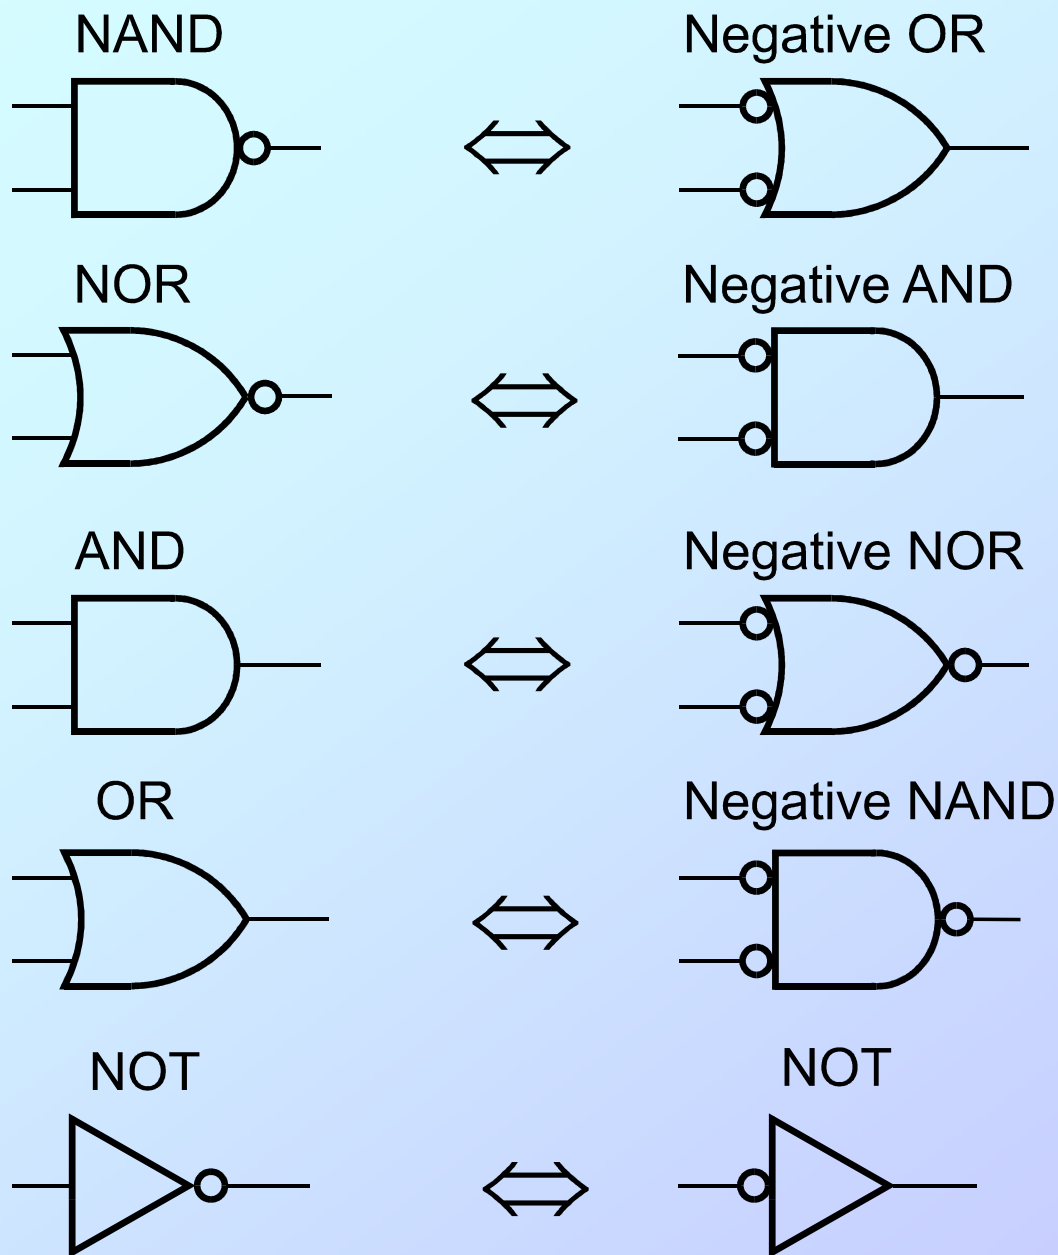 NAND
Negative OR
NOR
Negative AND
AND
Negative NOR
OR
Negative NAND
NOT
NOT